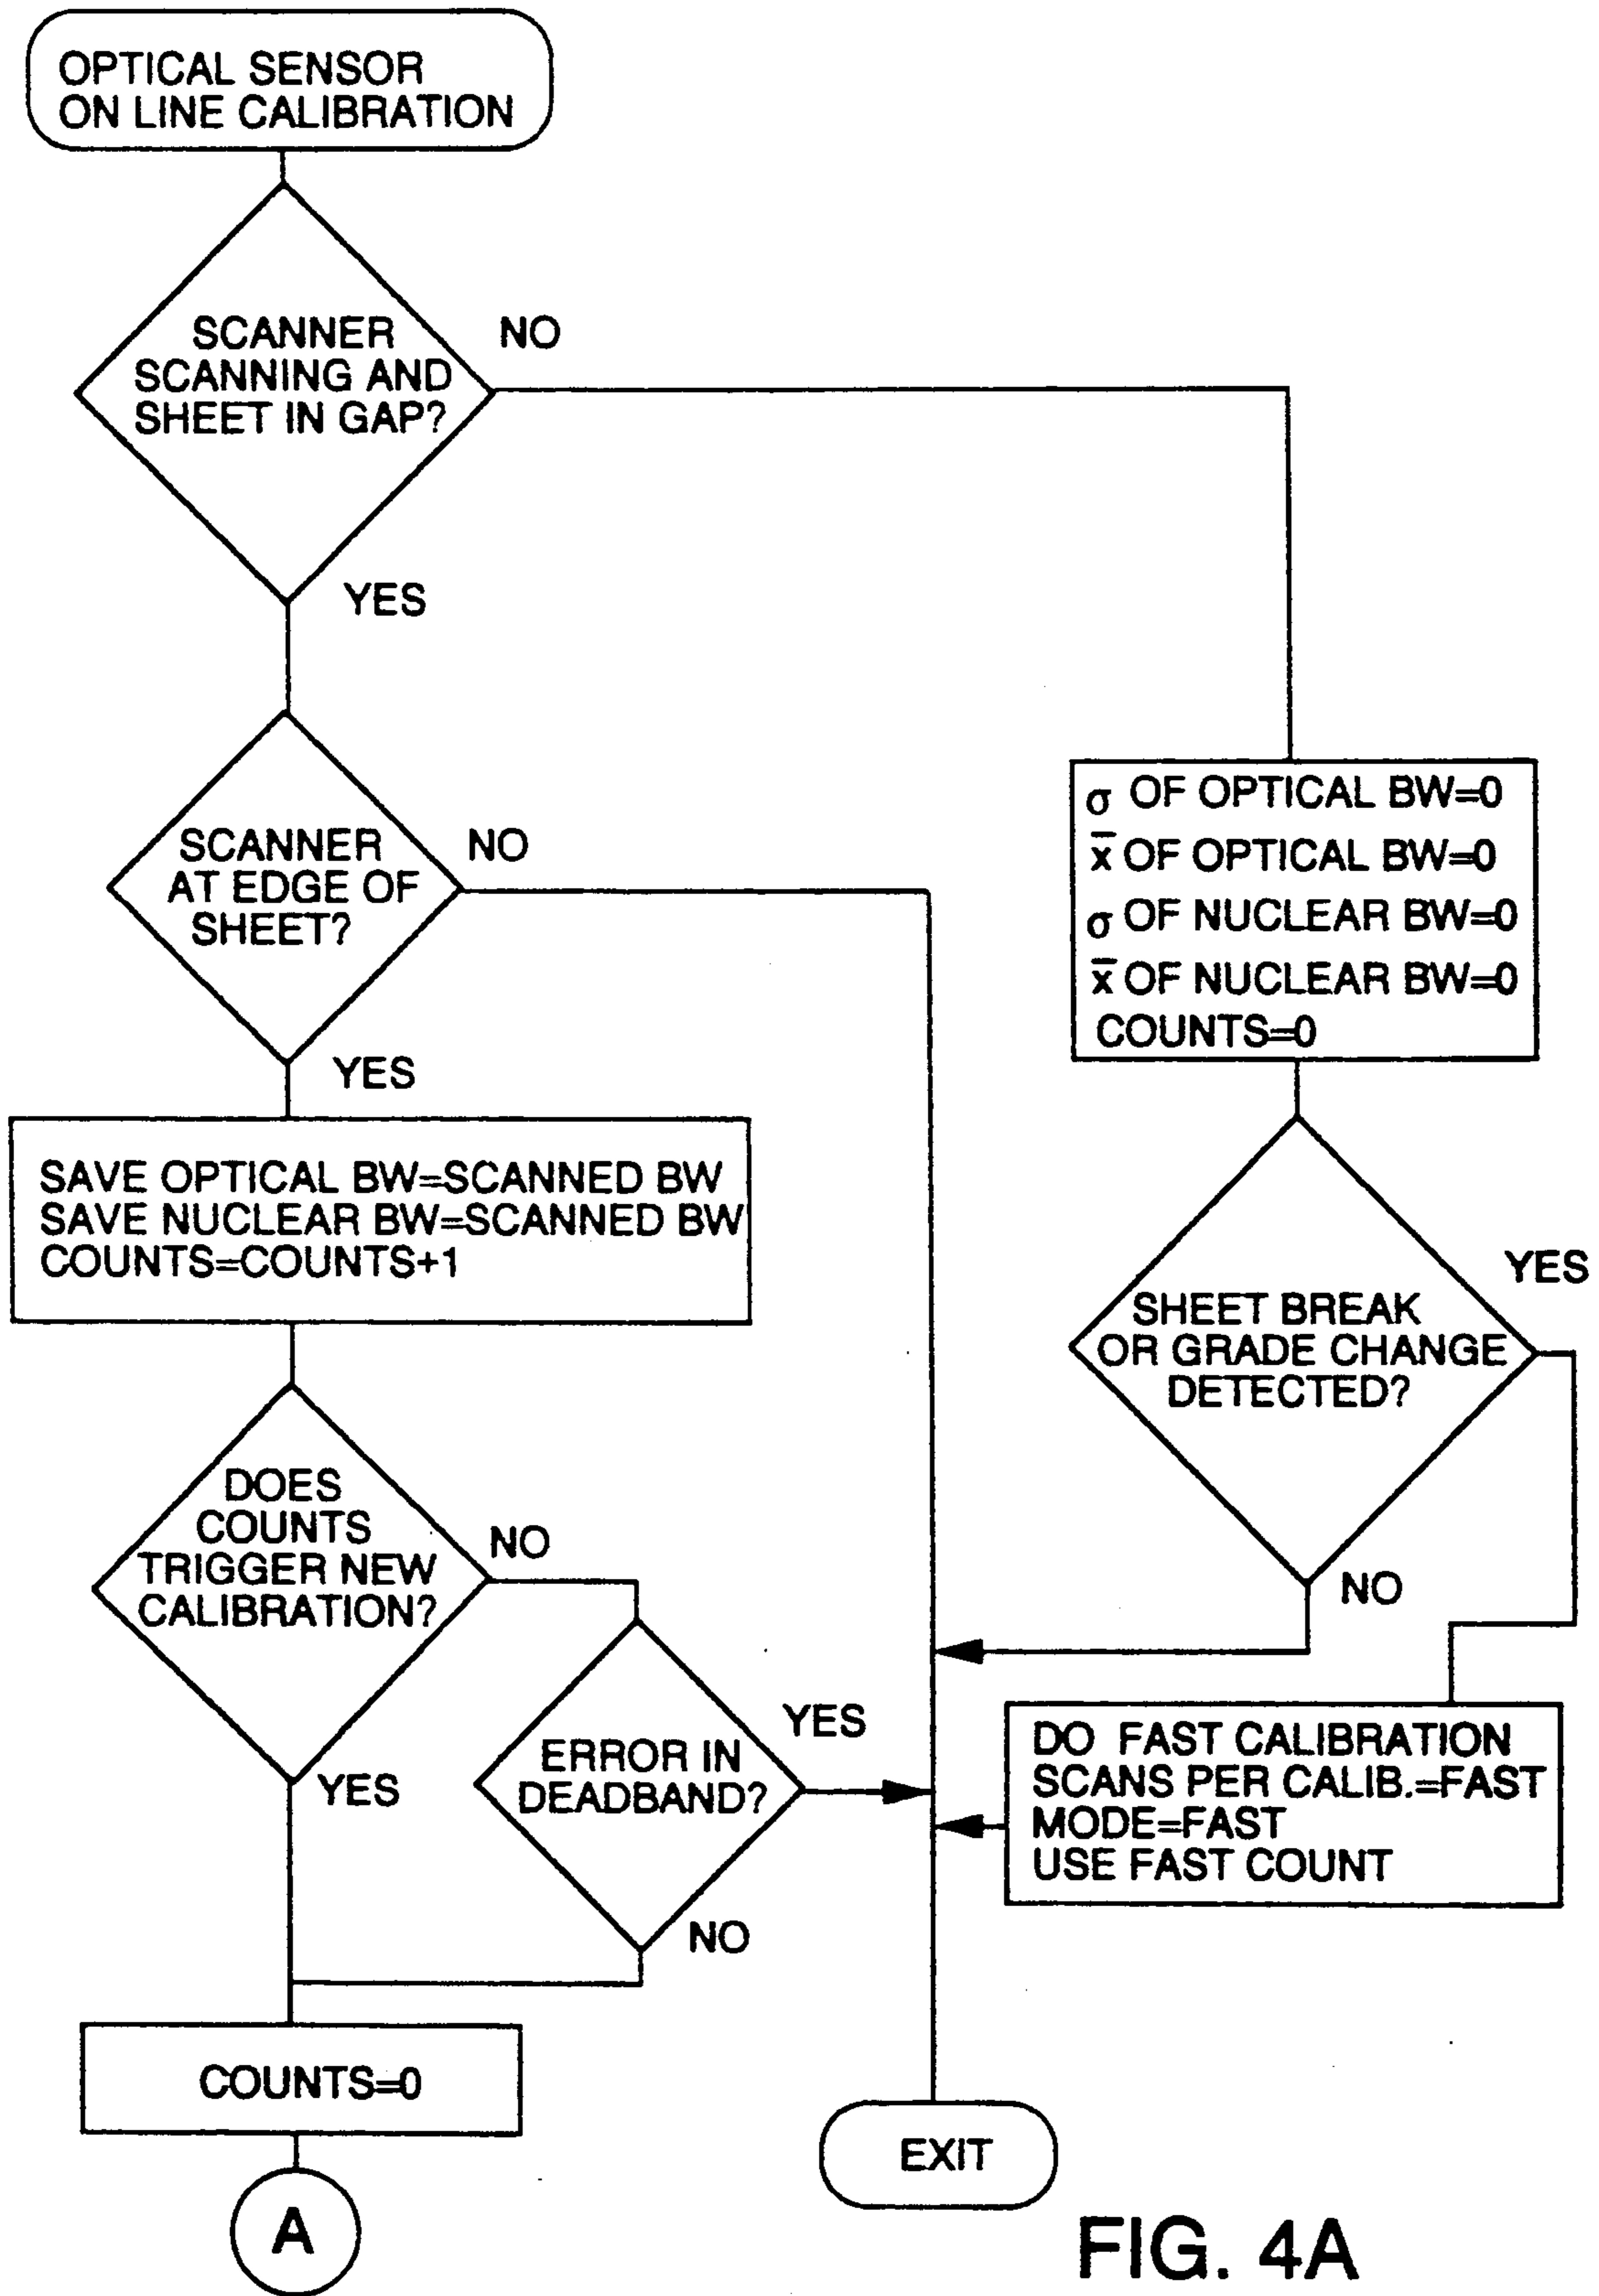 OPTICAL SENSOR
ON LINE CALIBRATION
SCANNER
SCANNING AND
SHEET IN GAP?
NO
YES
SCANNER
AT EDGE OF
SHEET?
NO
YES
σ OF OPTICAL BW=0
x̄ OF OPTICAL BW=0
σ OF NUCLEAR BW=0
x̄ OF NUCLEAR BW=0
COUNTS=0
SAVE OPTICAL BW=SCANNED BW
SAVE NUCLEAR BW=SCANNED BW
COUNTS=COUNTS+1
SHEET BREAK
OR GRADE CHANGE
DETECTED?
YES
NO
DOES
COUNTS
TRIGGER NEW
CALIBRATION?
NO
YES
ERROR IN
DEADBAND?
YES
NO
DO FAST CALIBRATION
SCANS PER CALIB.=FAST
MODE=FAST
USE FAST COUNT
COUNTS=0
A
EXIT
FIG. 4A